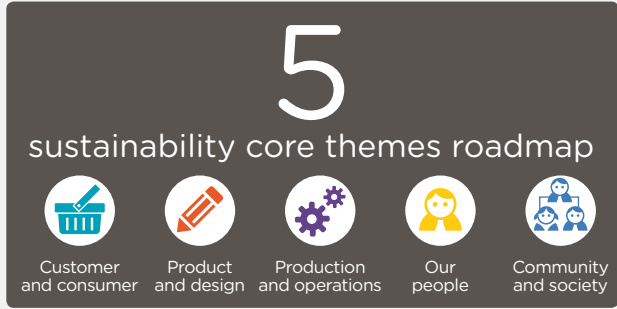 5
sustainability core themes roadmap
Customer
and consumer
Product
and design
Production
and operations
Our
people
Community
and society